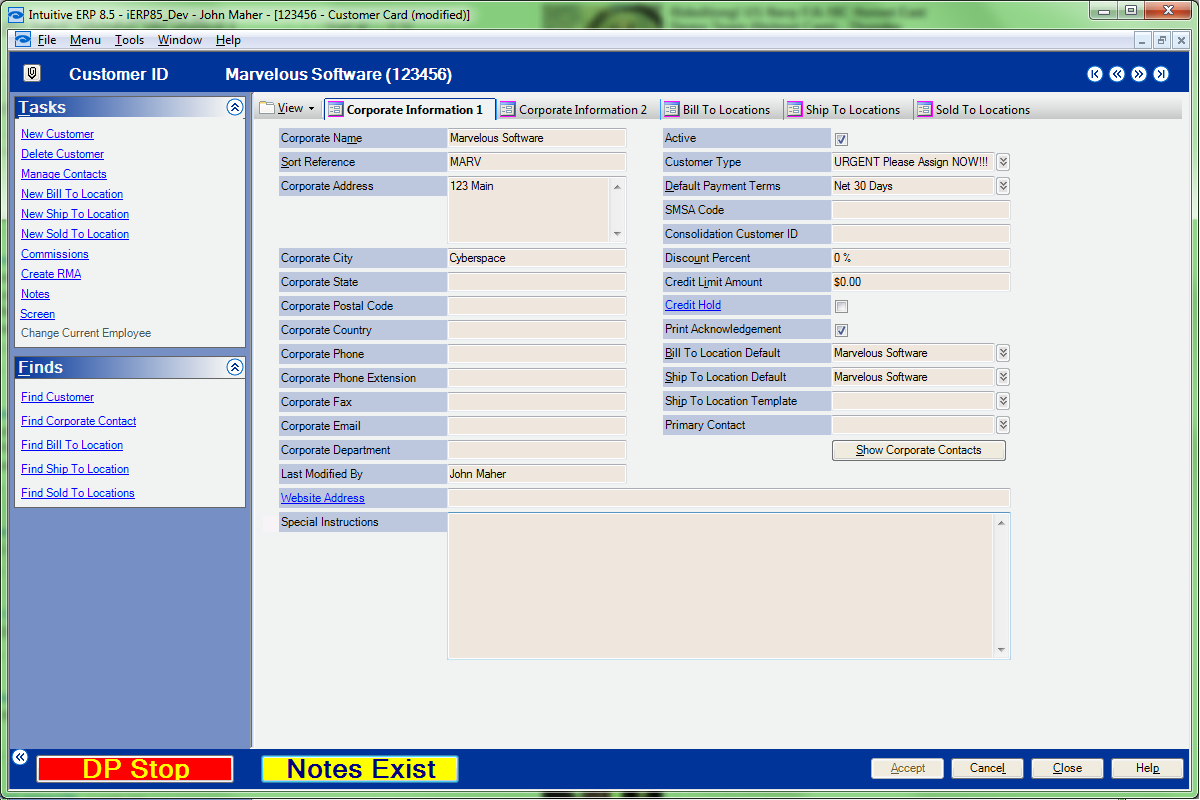 Intuitive ERP 8.5 - iERP85_Dev - John Maher - [123456 - Customer Card (modified)]
File Menu Tools Window Help
Customer ID Marvelous Software (123456)
Tasks
New Customer
Delete Customer
Manage Contacts
New Bill To Location
New Ship To Location
New Sold To Location
Commissions
Create RMA
Notes
Screen
Change Current Employee
Finds
Find Customer
Find Corporate Contact
Find Bill To Location
Find Ship To Location
Find Sold To Locations
View Corporate Information 1 Corporate Information 2 Bill To Locations Ship To Locations Sold To Locations
Corporate Name Marvelous Software
Sort Reference MARV
Corporate Address 123 Main
Corporate City Cyberspace
Corporate State
Corporate Postal Code
Corporate Country
Corporate Phone
Corporate Phone Extension
Corporate Fax
Corporate Email
Corporate Department
Last Modified By John Maher
Website Address
Special Instructions
Active
Customer Type URGENT Please Assign NOW!!!
Default Payment Terms Net 30 Days
SMSA Code
Consolidation Customer ID
Discount Percent 0 %
Credit Limit Amount $0.00
Credit Hold
Print Acknowledgement
Bill To Location Default Marvelous Software
Ship To Location Default Marvelous Software
Ship To Location Template
Primary Contact
Show Corporate Contacts
DP Stop Notes Exist Accept Cancel Close Help